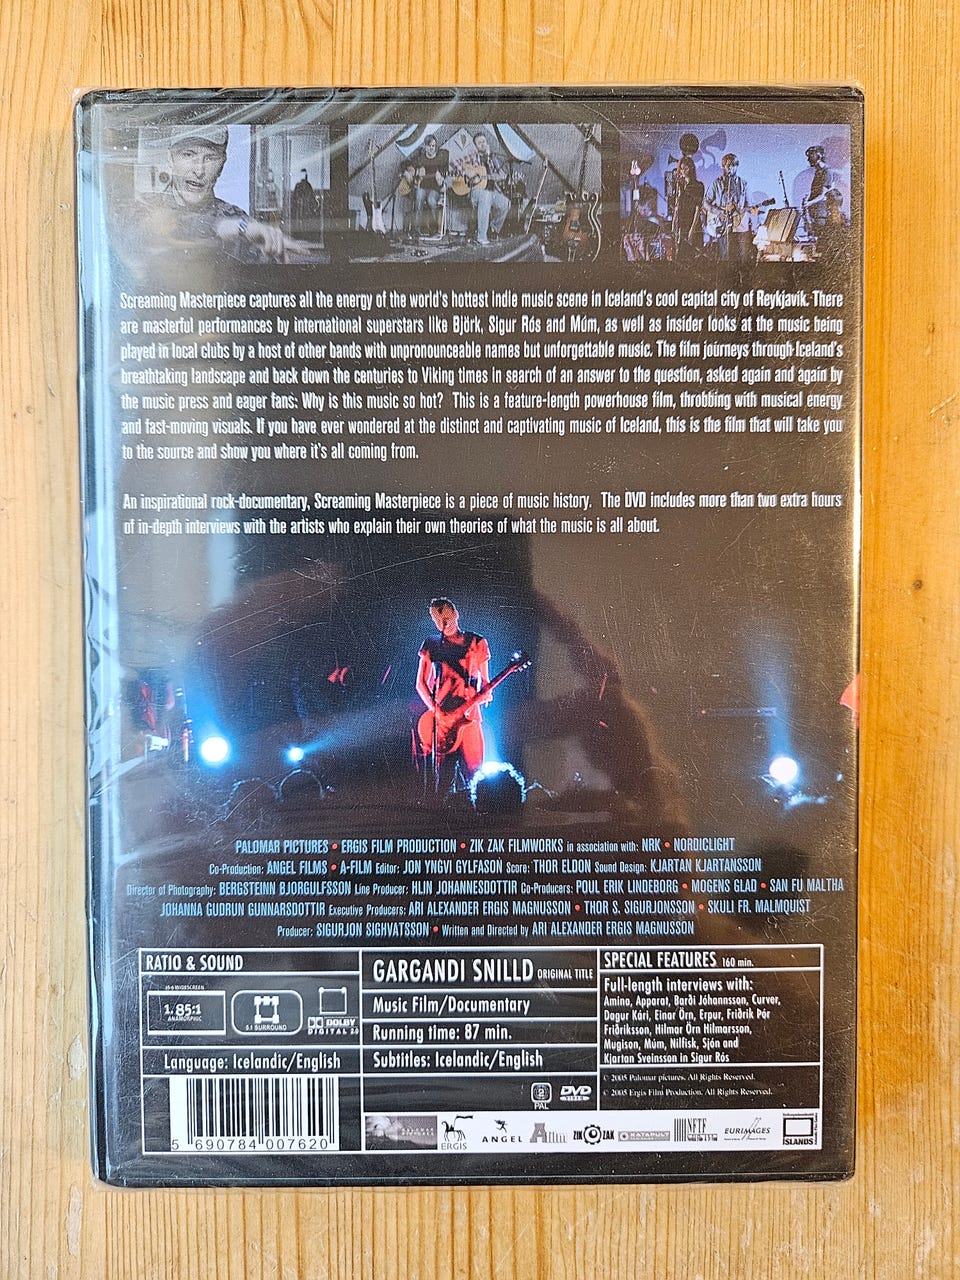 Screaming Masterpiece captures all the energy of the world's hottest indie music scene in Iceland's cool capital city of Reykjavík. There
are masterful performances by international superstars like Björk, Sigur Rós and Múm, as well as insider looks at the music being
played in local clubs by a host of other bands with unpronounceable names but unforgettable music. The film journeys through Iceland's
breathtaking landscape and back down the centuries to Viking times in search of an answer to the question, asked again and again by
the music press and eager fans: Why is this music so hot? This is a feature-length powerhouse film, throbbing with musical energy
and fast-moving visuals. If you have ever wondered at the distinct and captivating music of Iceland, this is the film that will take you
to the source and show you where it's all coming from.
An inspirational rock-documentary, Screaming Masterpiece is a piece of music history. The DVD includes more than two extra hours
of in-depth interviews with the artists who explain their own theories of what the music is all about.
PALOMAR PICTURES • ERGIS FILM PRODUCTION • ZIK ZAK FILMWORKS in association with: NRK • NORDICLIGHT
Co-Production: ANGEL FILMS • A-FILM Editor: JON YNGVI GYLFASON Score: THOR ELDON Sound Design: KJARTAN KJARTANSSON
Director of Photography: BERGSTEINN BJORGULFSSON Line Producer: HLIN JOHANNESDOTTIR Co-Producers: POUL ERIK LINDEBORG • MOGENS GLAD • SAN FU MALTHA
JOHANNA GUDRUN GUNNARSDOTTIR Executive Producers: ARI ALEXANDER ERGIS MAGNUSSON • THOR S. SIGURJONSSON • SKULI FR. MALMQUIST
Producer: SIGURJON SIGHVATSSON • Written and Directed by ARI ALEXANDER ERGIS MAGNUSSON
RATIO & SOUND
16:9 WIDESCREEN
1.85:1
ANAMORPHIC
5.1 SURROUND
DOLBY
DIGITAL 2.0
Language: Icelandic/English
GARGANDI SNILLD ORIGINAL TITLE
Music Film/Documentary
Running time: 87 min.
Subtitles: Icelandic/English
SPECIAL FEATURES 160 min.
Full-length interviews with:
Amina, Apparat, Barði Jóhannsson, Curver,
Dagur Kári, Einar Örn, Erpur, Friðrik Þór
Friðriksson, Hilmar Örn Hilmarsson,
Mugison, Múm, Nilfisk, Sjón and
Kjartan Sveinsson in Sigur Rós
© 2005 Palomar pictures. All Rights Reserved.
© 2005 Ergis Film Production. All Rights Reserved.
2
PAL
DVD
VIDEO
5 690784 007620
ERGIS
ANGEL
ZIK ZAK
KATAPULT
NFTF
EURIMAGES
ÍSLANDS